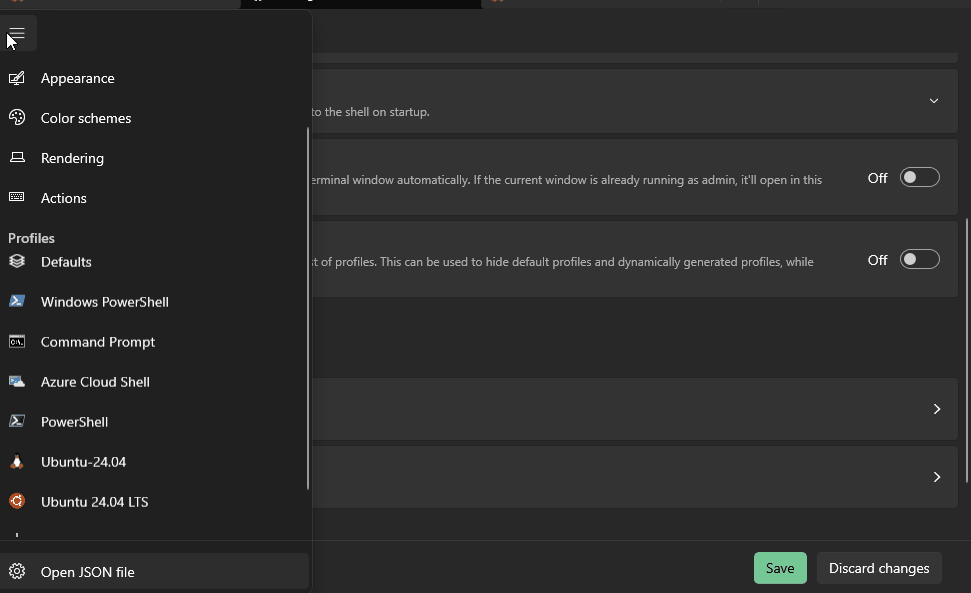 Appearance
Color schemes
Rendering
Actions
Profiles
Defaults
Windows PowerShell
Command Prompt
Azure Cloud Shell
PowerShell
Ubuntu-24.04
Ubuntu 24.04 LTS
Open JSON file
to the shell on startup.
erminal window automatically. If the current window is already running as admin, it'll open in this
Off
st of profiles. This can be used to hide default profiles and dynamically generated profiles, while
Off
Save
Discard changes